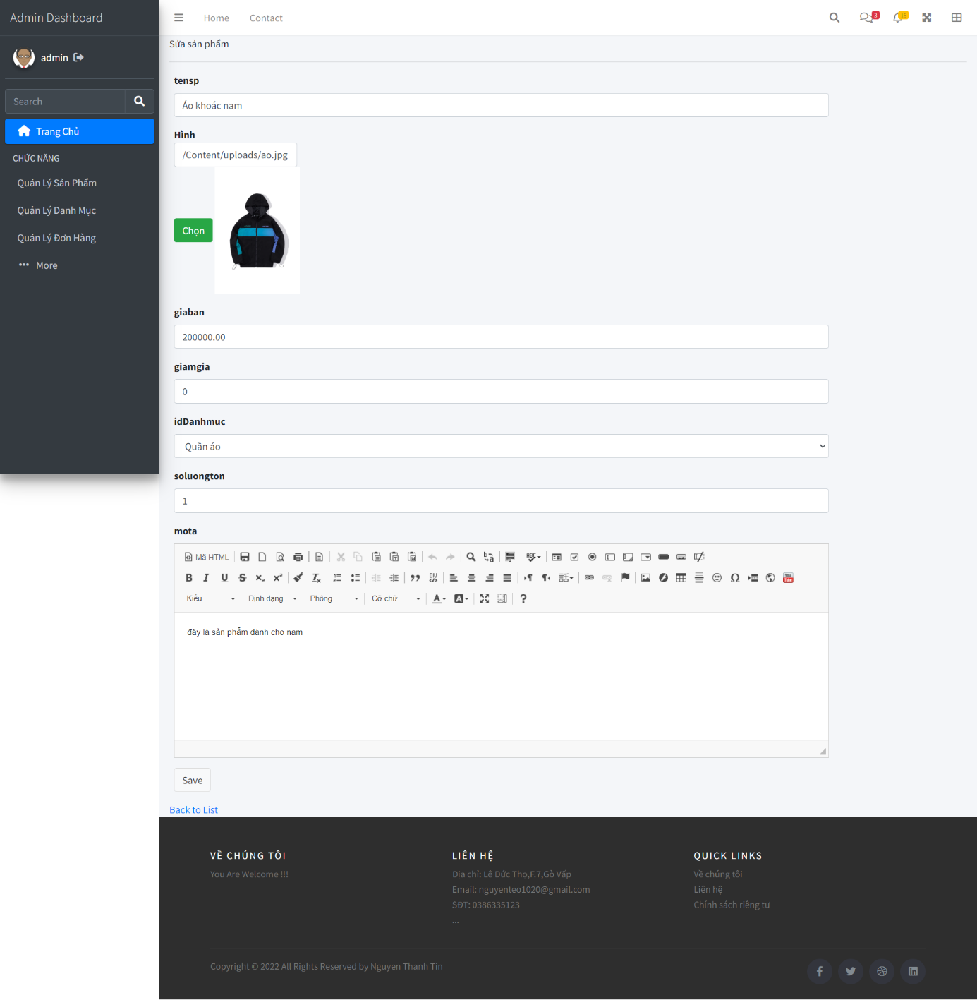 Admin Dashboard
Home
Contact
3
15
admin
Search
Trang Chủ
CHỨC NĂNG
Quản Lý Sản Phẩm
Quản Lý Danh Mục
Quản Lý Đơn Hàng
More
Sửa sản phẩm
tensp
Áo khoác nam
Hình
/Content/uploads/ao.jpg
Chọn
giaban
200000.00
giamgia
0
idDanhmuc
Quần áo
soluongton
1
mota
Mã HTML
Kiểu
Định dạng
Phông
Cỡ chữ
đây là sản phẩm dành cho nam
Save
Back to List
VỀ CHÚNG TÔI
You Are Welcome !!!
LIÊN HỆ
Địa chỉ: Lê Đức Thọ,F.7,Gò Vấp
Email: nguyenteo1020@gmail.com
SĐT: 0386335123
...
QUICK LINKS
Về chúng tôi
Liên hệ
Chính sách riêng tư
Copyright © 2022 All Rights Reserved by Nguyen Thanh Tin